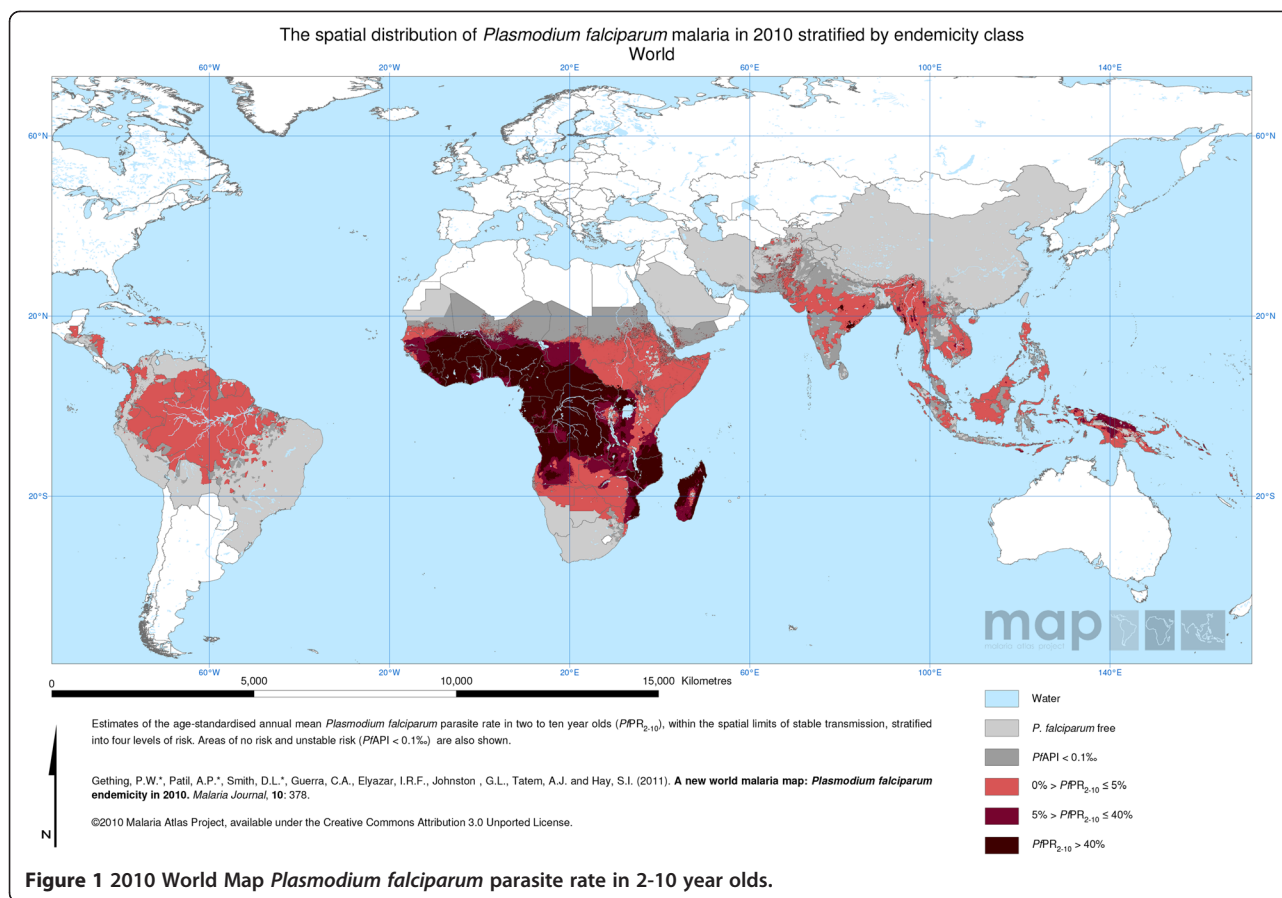 The spatial distribution of Plasmodium falciparum malaria in 2010 stratified by endemicity class
World
60°W 20°W 20°E 60°E 100°E 140°E
60°N 60°N
20°N 20°N
20°S 20°S
map
malaria atlas project
60°W 20°W 20°E 60°E 100°E 140°E
0 5,000 10,000 15,000 Kilometres
Estimates of the age-standardised annual mean Plasmodium falciparum parasite rate in two to ten year olds (PfPR2-10), within the spatial limits of stable transmission, stratified
into four levels of risk. Areas of no risk and unstable risk (PfAPI < 0.1‰) are also shown.
Gething, P.W.*, Patil, A.P.*, Smith, D.L.*, Guerra, C.A., Elyazar, I.R.F., Johnston , G.L., Tatem, A.J. and Hay, S.I. (2011). A new world malaria map: Plasmodium falciparum
endemicity in 2010. Malaria Journal, 10: 378.
©2010 Malaria Atlas Project, available under the Creative Commons Attribution 3.0 Unported License.
N
Water
P. falciparum free
PfAPI < 0.1‰
0% > PfPR2-10 ≤ 5%
5% > PfPR2-10 ≤ 40%
PfPR2-10 > 40%
Figure 1 2010 World Map Plasmodium falciparum parasite rate in 2-10 year olds.